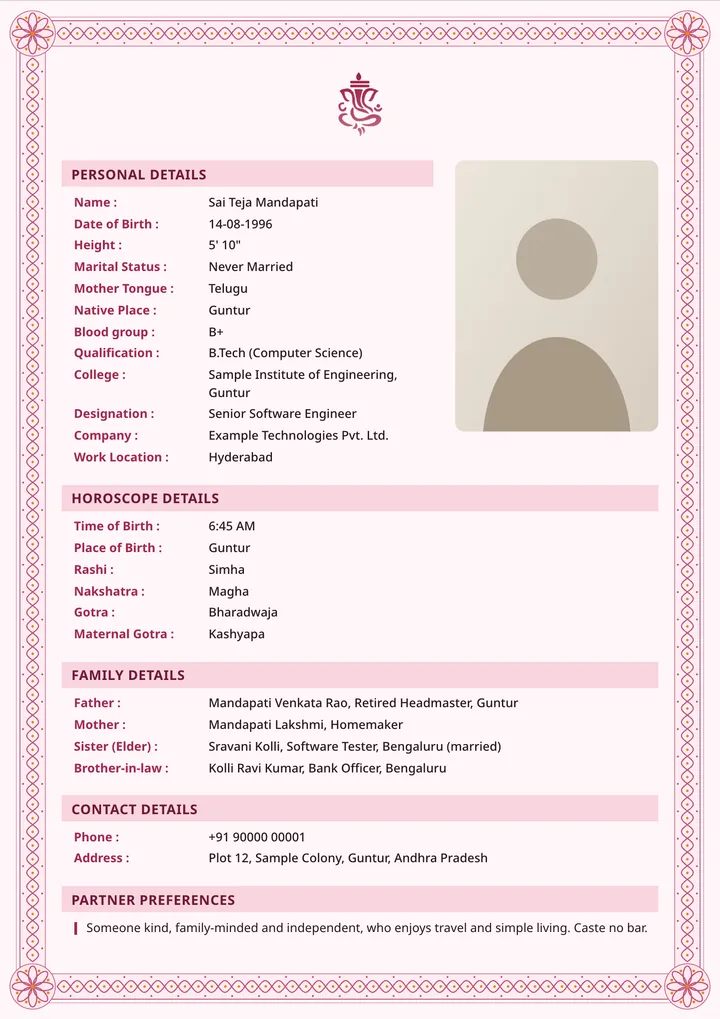 PERSONAL DETAILS
Name : Sai Teja Mandapati
Date of Birth : 14-08-1996
Height : 5' 10"
Marital Status : Never Married
Mother Tongue : Telugu
Native Place : Guntur
Blood group : B+
Qualification : B.Tech (Computer Science)
College : Sample Institute of Engineering,
Guntur
Designation : Senior Software Engineer
Company : Example Technologies Pvt. Ltd.
Work Location : Hyderabad
HOROSCOPE DETAILS
Time of Birth : 6:45 AM
Place of Birth : Guntur
Rashi : Simha
Nakshatra : Magha
Gotra : Bharadwaja
Maternal Gotra : Kashyapa
FAMILY DETAILS
Father : Mandapati Venkata Rao, Retired Headmaster, Guntur
Mother : Mandapati Lakshmi, Homemaker
Sister (Elder) : Sravani Kolli, Software Tester, Bengaluru (married)
Brother-in-law : Kolli Ravi Kumar, Bank Officer, Bengaluru
CONTACT DETAILS
Phone : +91 90000 00001
Address : Plot 12, Sample Colony, Guntur, Andhra Pradesh
PARTNER PREFERENCES
Someone kind, family-minded and independent, who enjoys travel and simple living. Caste no bar.